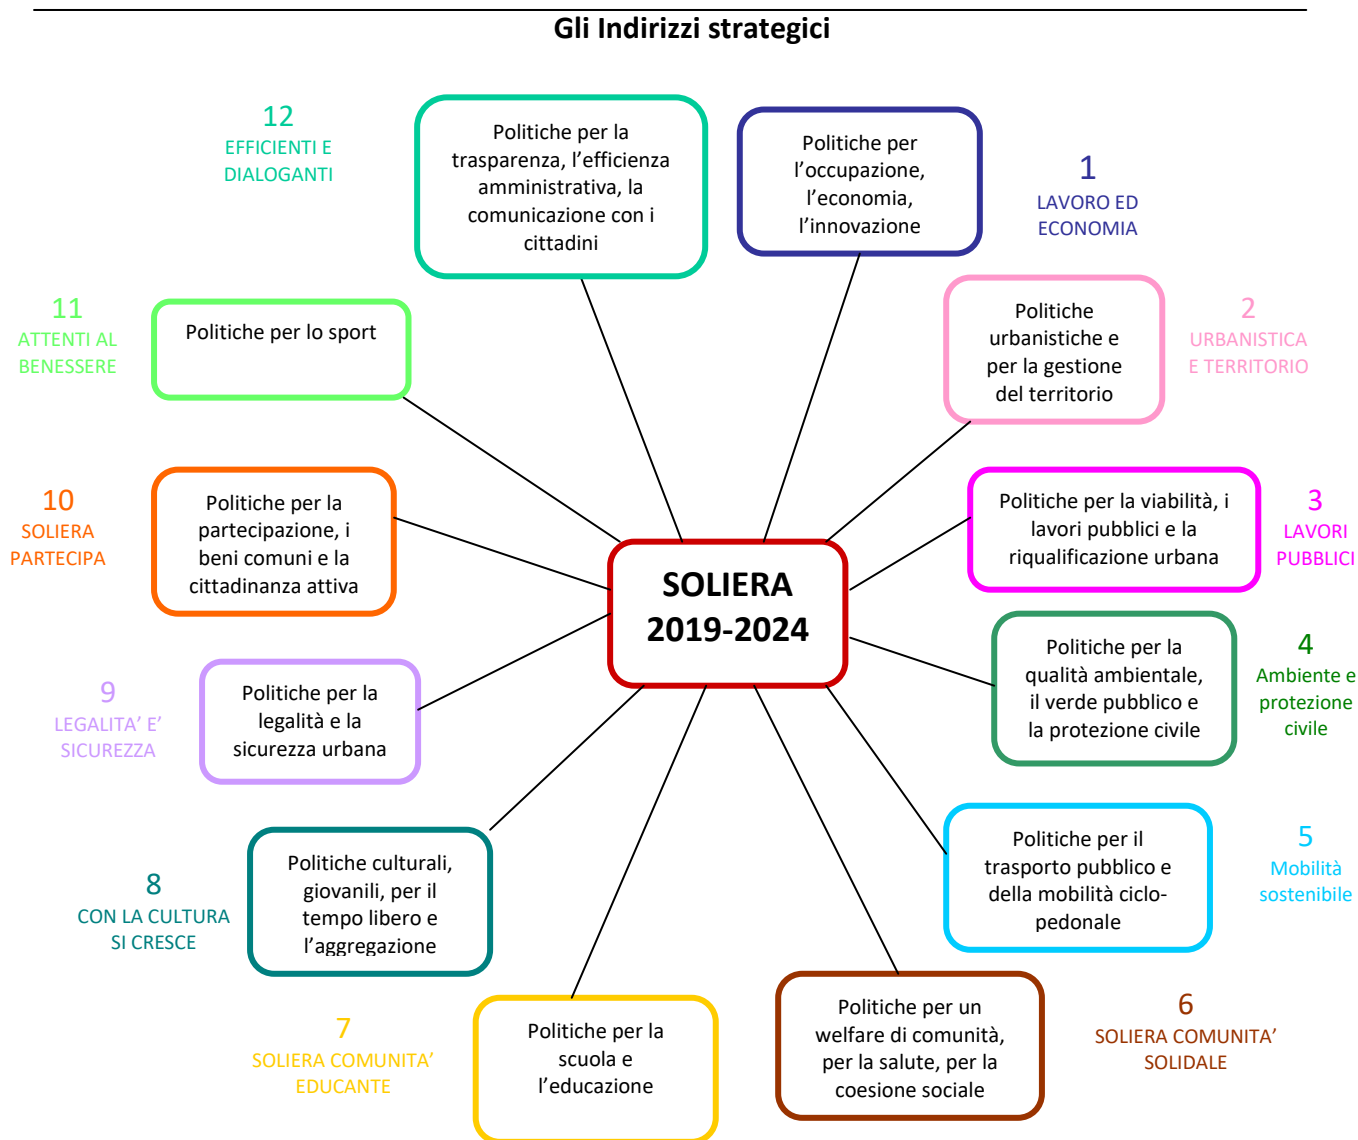 Gli Indirizzi strategici
12
EFFICIENTI E
DIALOGANTI
Politiche per la
trasparenza, l’efficienza
amministrativa, la
comunicazione con i
cittadini
Politiche per
l’occupazione,
l’economia,
l’innovazione
1
LAVORO ED
ECONOMIA
11
ATTENTI AL
BENESSERE
Politiche per lo sport
Politiche
urbanistiche e
per la gestione
del territorio
2
URBANISTICA
E TERRITORIO
10
SOLIERA
PARTECIPA
Politiche per la
partecipazione, i
beni comuni e la
cittadinanza attiva
Politiche per la viabilità, i
lavori pubblici e la
riqualificazione urbana
3
LAVORI
PUBBLICI
SOLIERA
2019-2024
9
LEGALITA’ E’
SICUREZZA
Politiche per la
legalità e la
sicurezza urbana
Politiche per la
qualità ambientale,
il verde pubblico e
la protezione civile
4
Ambiente e
protezione
civile
8
CON LA CULTURA
SI CRESCE
Politiche culturali,
giovanili, per il
tempo libero e
l’aggregazione
Politiche per il
trasporto pubblico e
della mobilità ciclo-
pedonale
5
Mobilità
sostenibile
7
SOLIERA COMUNITA’
EDUCANTE
Politiche per la
scuola e
l’educazione
Politiche per un
welfare di comunità,
per la salute, per la
coesione sociale
6
SOLIERA COMUNITA’
SOLIDALE